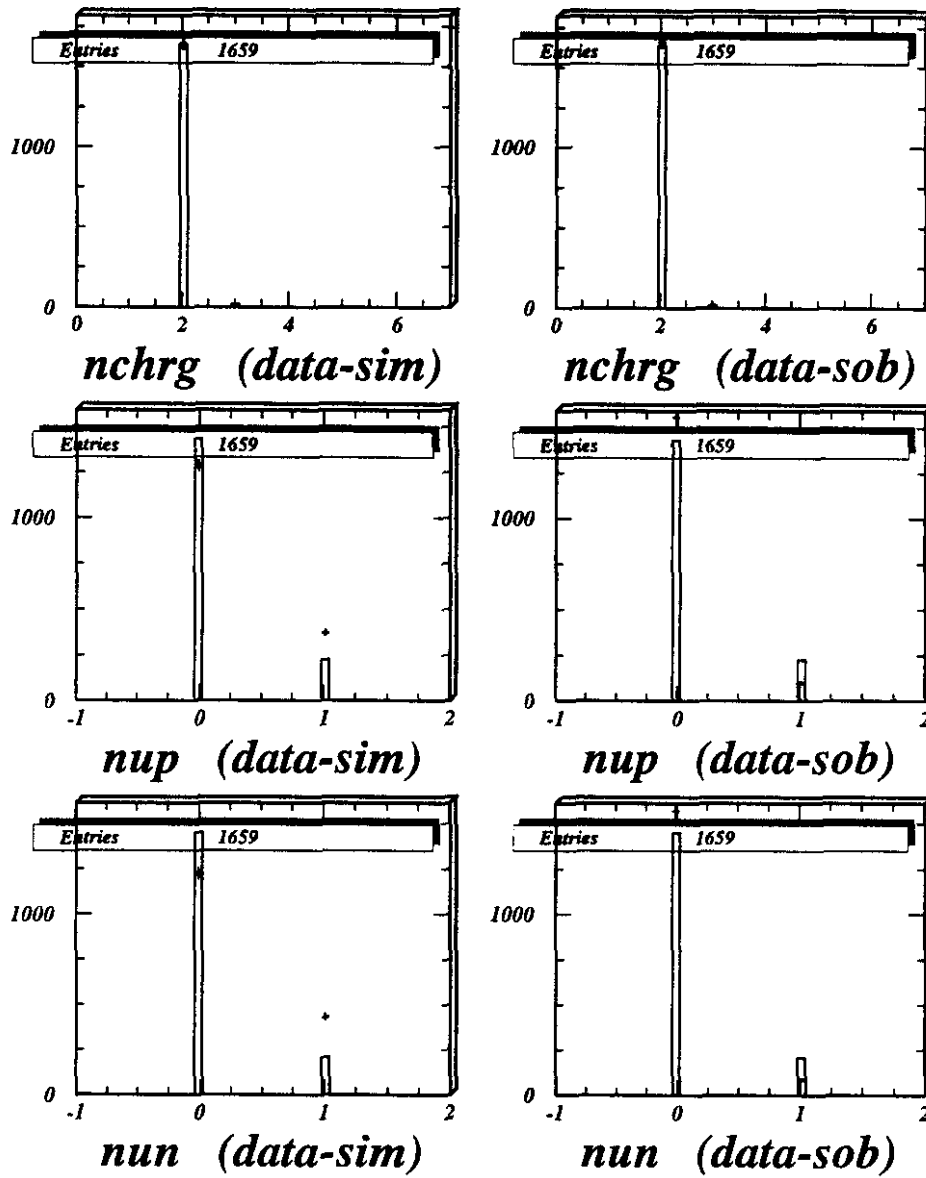 Entries 1659
Entries 1659
1000
1000
0
0
0 2 4 6
0 2 4 6
nchrg (data-sim)
nchrg (data-sob)
Entries 1659
Entries 1659
1000
1000
0
0
-1 0 1 2
-1 0 1 2
nup (data-sim)
nup (data-sob)
Entries 1659
Entries 1659
1000
1000
0
0
-1 0 1 2
-1 0 1 2
nun (data-sim)
nun (data-sob)